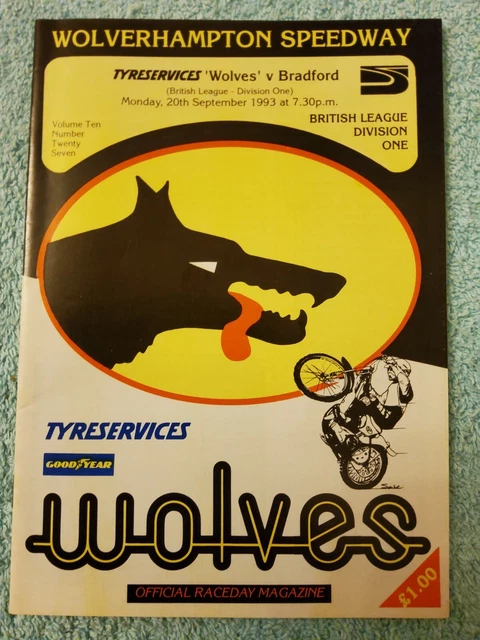 WOLVERHAMPTON SPEEDWAY
TYRESERVICES 'Wolves' v Bradford
(British League - Division One)
Monday, 20th September 1993 at 7.30p.m.
Volume Ten
Number
Twenty
Seven
BRITISH LEAGUE
DIVISION
ONE
TYRESERVICES
GOODYEAR
wolves
OFFICIAL RACEDAY MAGAZINE
£1.00